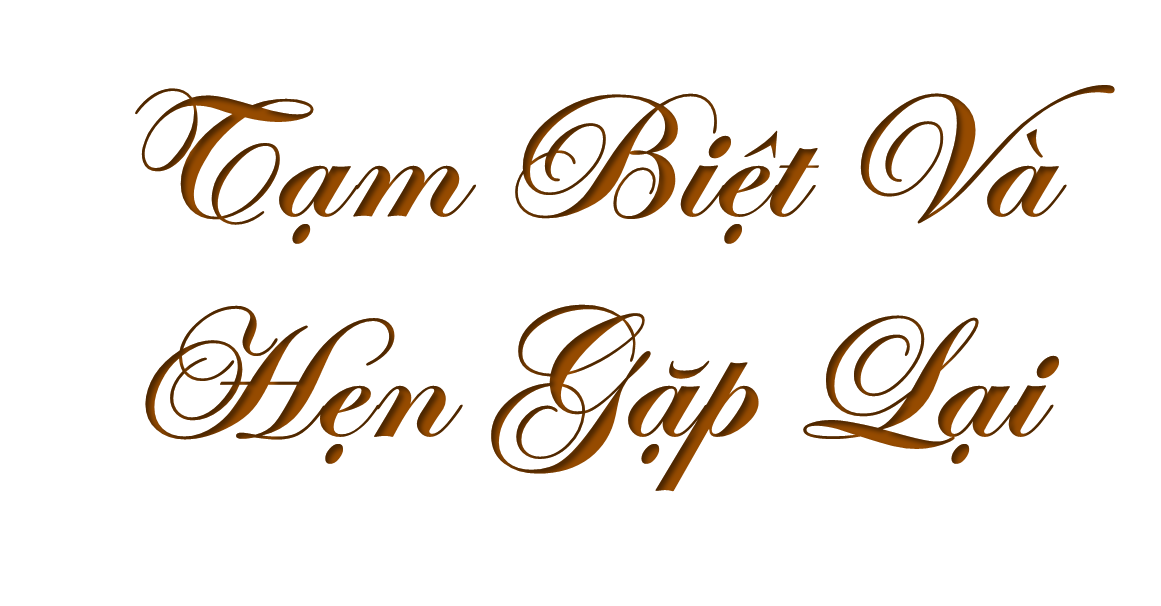 Tạm Biệt Và
Hẹn Gặp Lại